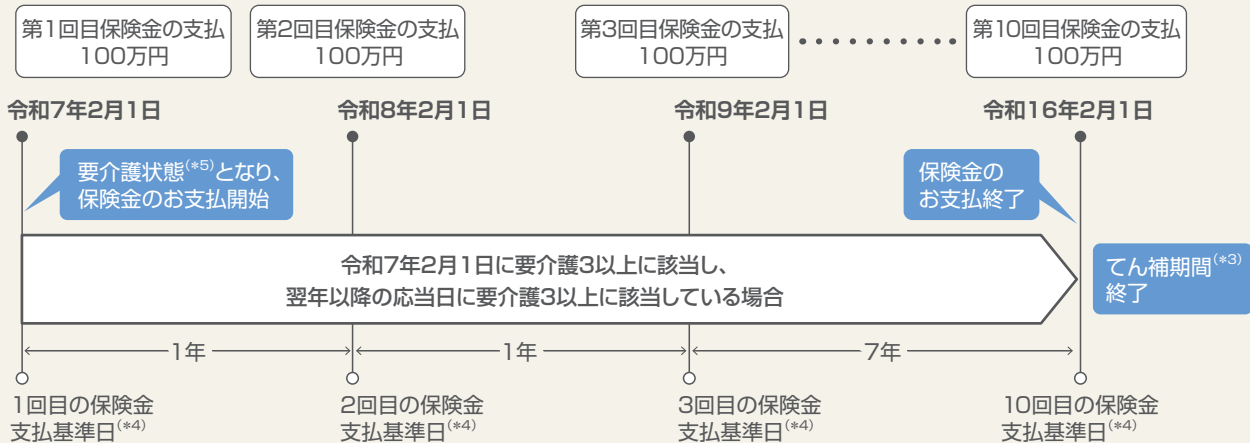 第1回目保険金の支払
100万円
第2回目保険金の支払
100万円
第3回目保険金の支払
100万円
第10回目保険金の支払
100万円
令和7年2月1日
令和8年2月1日
令和9年2月1日
令和16年2月1日
要介護状態(*5)となり、
保険金のお支払開始
保険金の
お支払終了
令和7年2月1日に要介護3以上に該当し、
翌年以降の応当日に要介護3以上に該当している場合
てん補期間(*3)
終了
1年
1年
7年
1回目の保険金
支払基準日(*4)
2回目の保険金
支払基準日(*4)
3回目の保険金
支払基準日(*4)
10回目の保険金
支払基準日(*4)